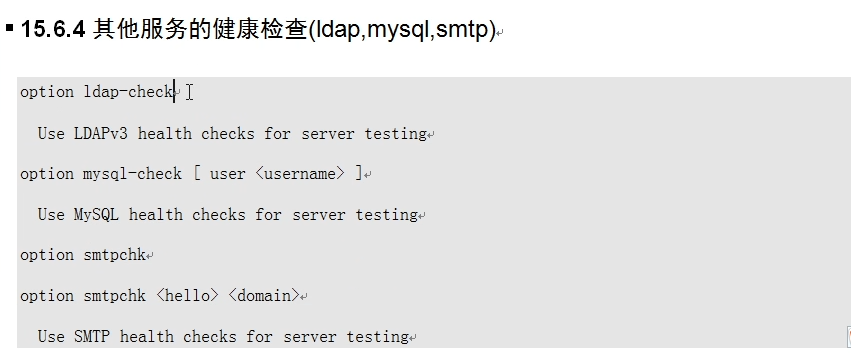 15.6.4 其他服务的健康检查(ldap,mysql,smtp)
option ldap-check
Use LDAPv3 health checks for server testing
option mysql-check [ user <username> ]
Use MySQL health checks for server testing
option smtpchk
option smtpchk <hello> <domain>
Use SMTP health checks for server testing